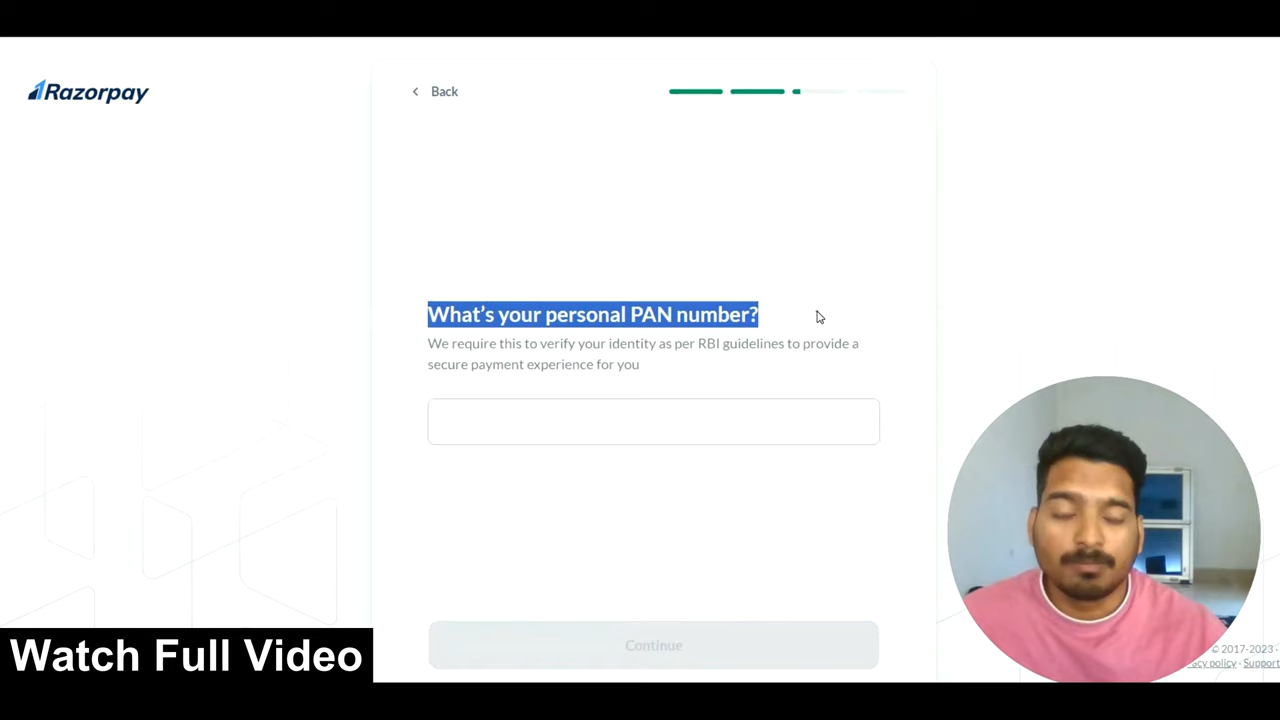 Razorpay
Back
What's your personal PAN number?
We require this to verify your identity as per RBI guidelines to provide a
secure payment experience for you
Continue
Watch Full Video
© 2017-2023 ·
policy · Support